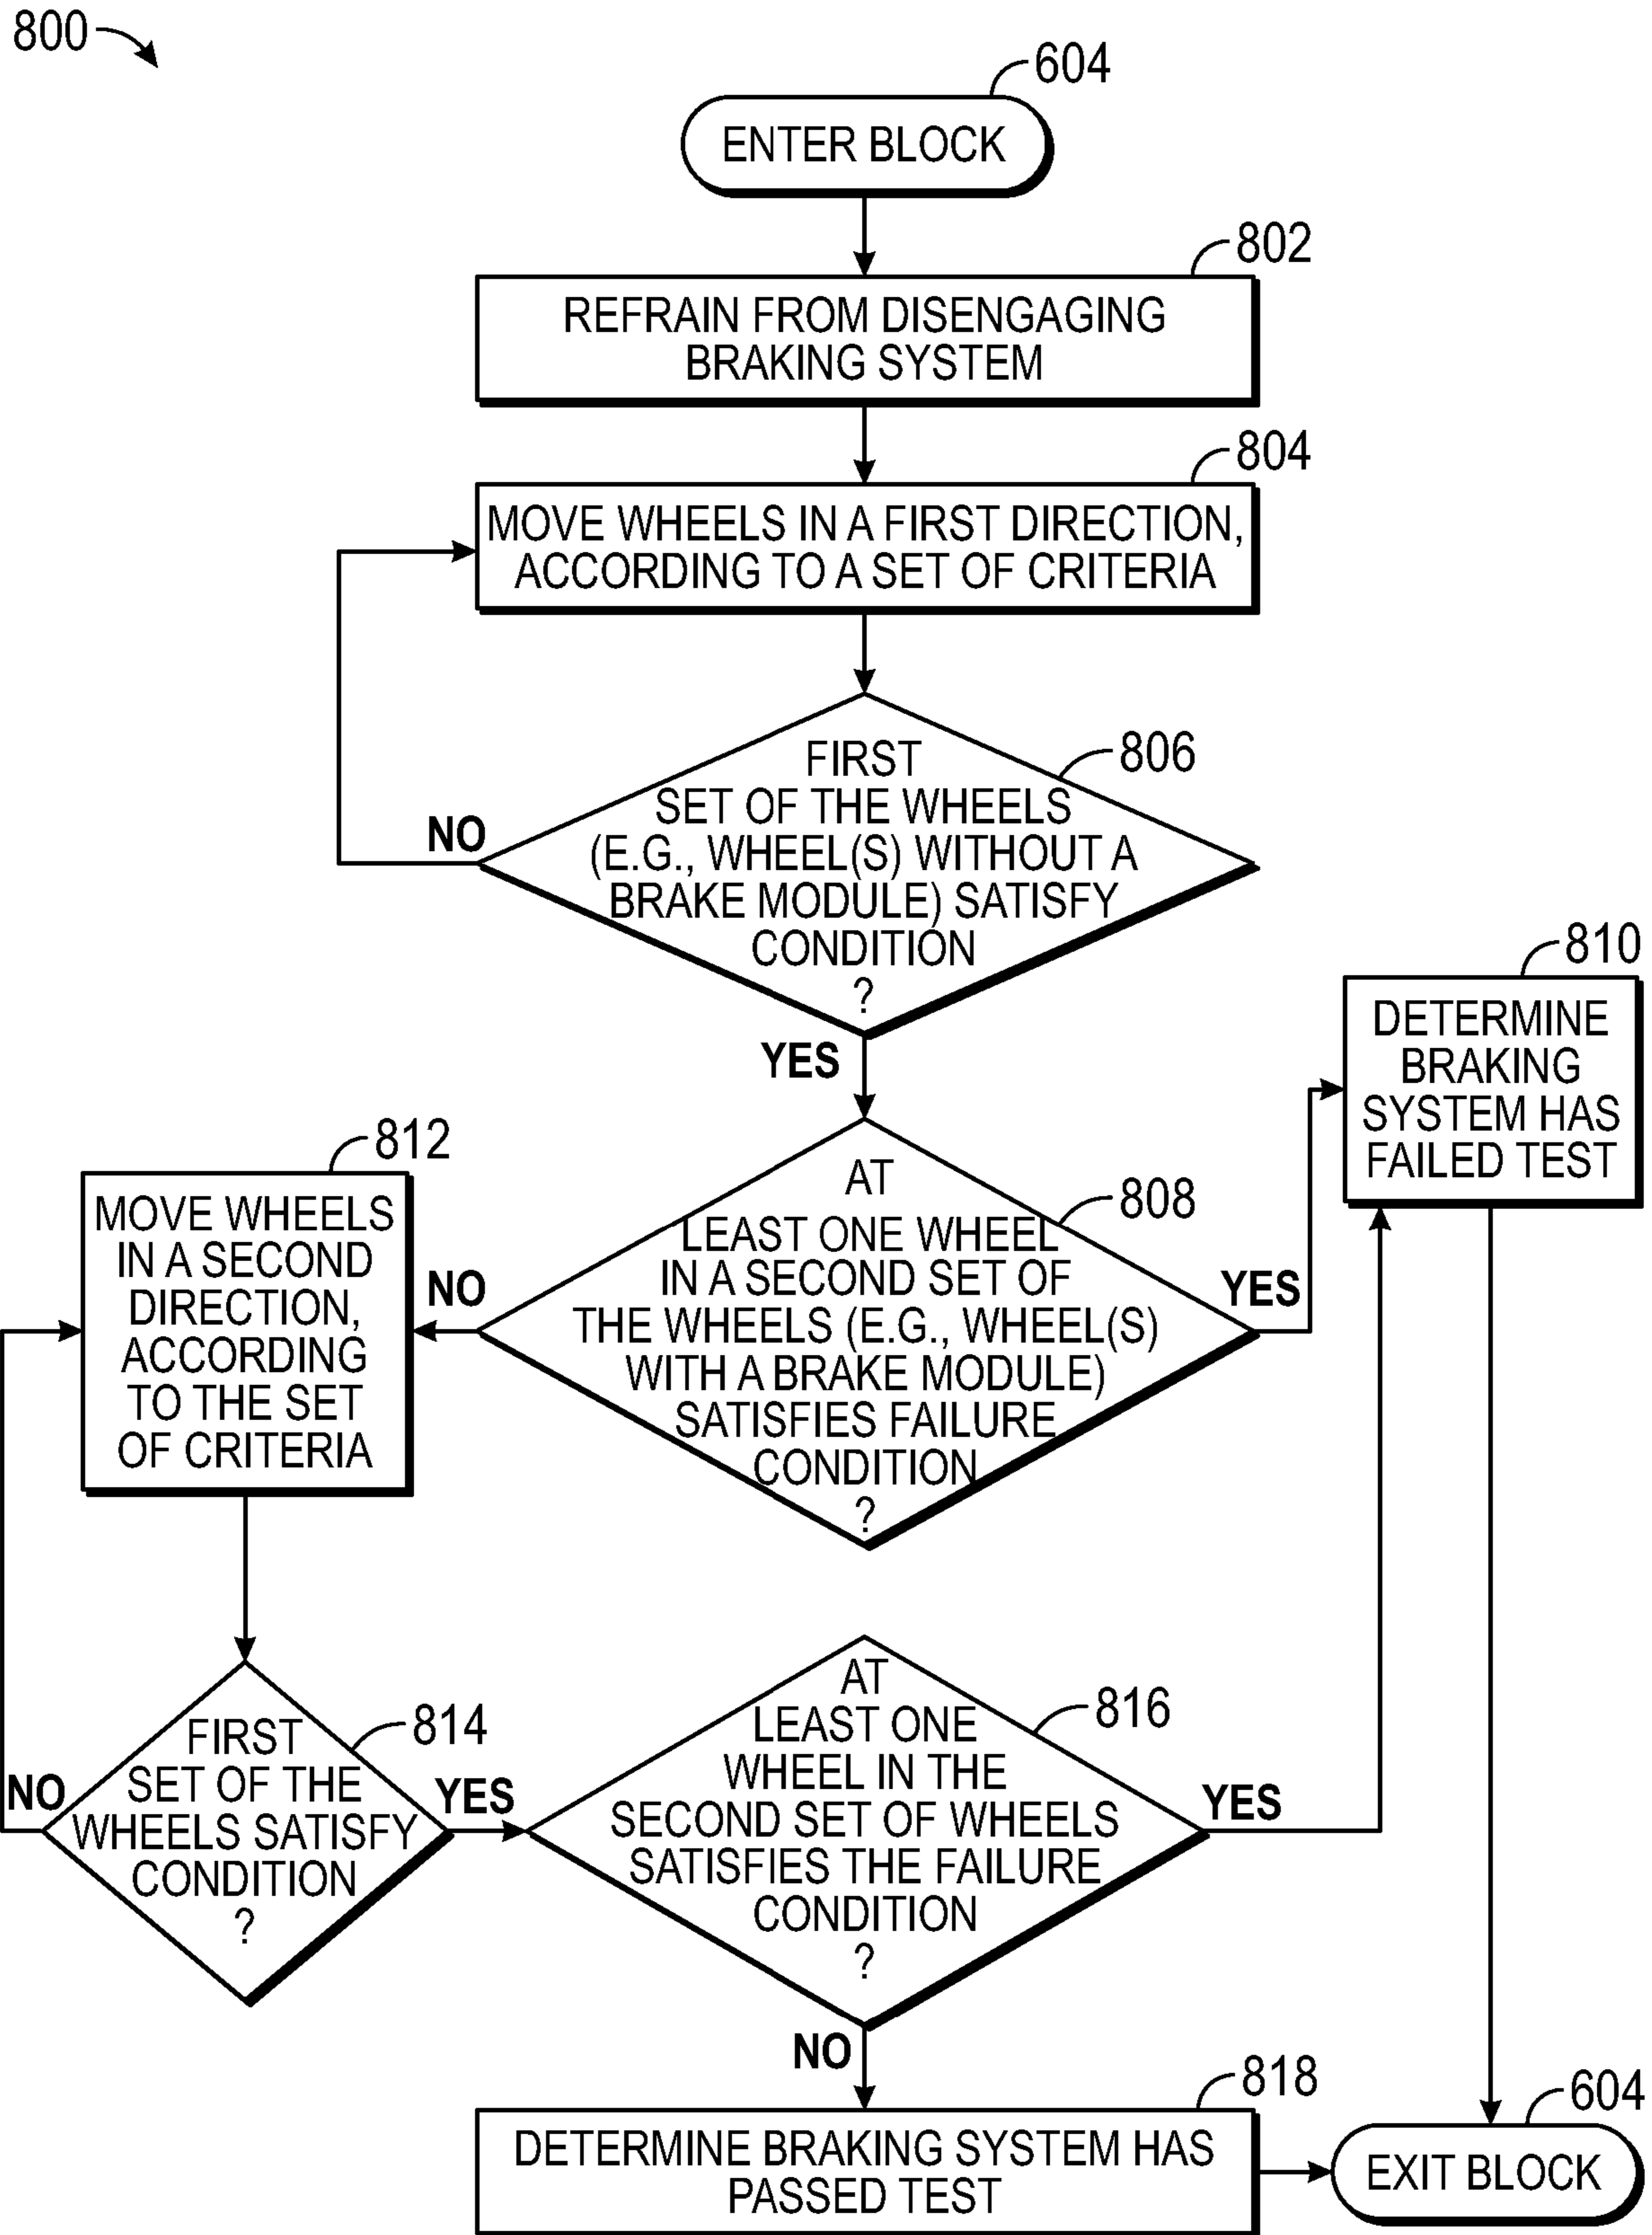 800
604
ENTER BLOCK
802
REFRAIN FROM DISENGAGING
BRAKING SYSTEM
804
MOVE WHEELS IN A FIRST DIRECTION,
ACCORDING TO A SET OF CRITERIA
806
FIRST
SET OF THE WHEELS
(E.G., WHEEL(S) WITHOUT A
BRAKE MODULE) SATISFY
CONDITION
?
NO
YES
810
DETERMINE
BRAKING
SYSTEM HAS
FAILED TEST
808
AT
LEAST ONE WHEEL
IN A SECOND SET OF
THE WHEELS (E.G., WHEEL(S)
WITH A BRAKE MODULE)
SATISFIES FAILURE
CONDITION
?
NO
YES
812
MOVE WHEELS
IN A SECOND
DIRECTION,
ACCORDING
TO THE SET
OF CRITERIA
814
FIRST
SET OF THE
WHEELS SATISFY
CONDITION
?
NO
YES
816
AT
LEAST ONE
WHEEL IN THE
SECOND SET OF WHEELS
SATISFIES THE FAILURE
CONDITION
?
YES
NO
818
DETERMINE BRAKING SYSTEM HAS
PASSED TEST
604
EXIT BLOCK